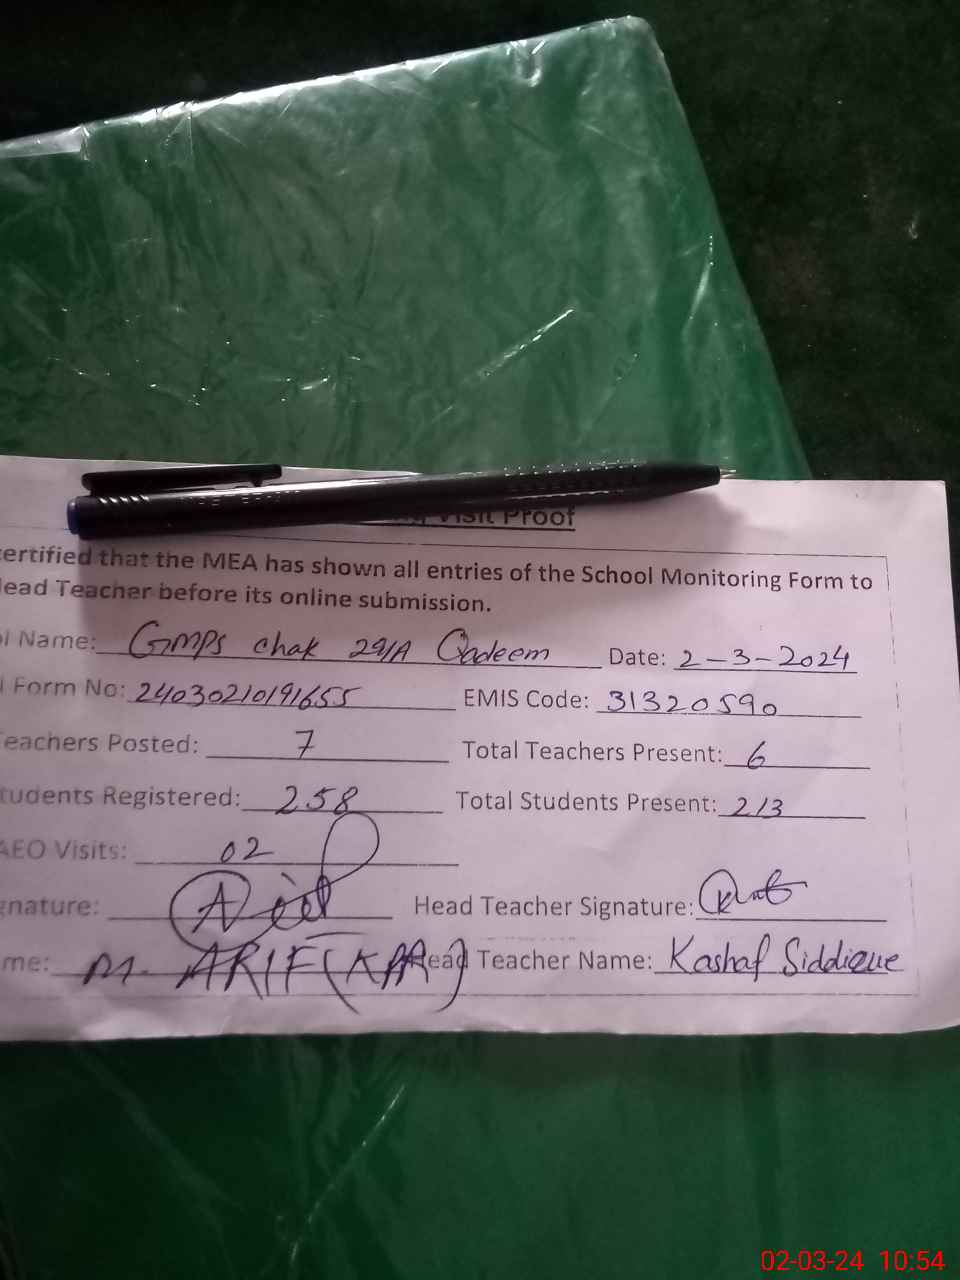 Visit Proof
ertified that the MEA has shown all entries of the School Monitoring Form to
ead Teacher before its online submission.
l Name: GMPS chak 29/A Qadeem Date: 2-3-2024
Form No: 24030210191655 EMIS Code: 31320590
eachers Posted: 7 Total Teachers Present: 6
tudents Registered: 258 Total Students Present: 213
AEO Visits: 02
gnature: Head Teacher Signature:
me: M. ARIF (KPA) Head Teacher Name: Kashaf Siddique
02-03-24 10:54